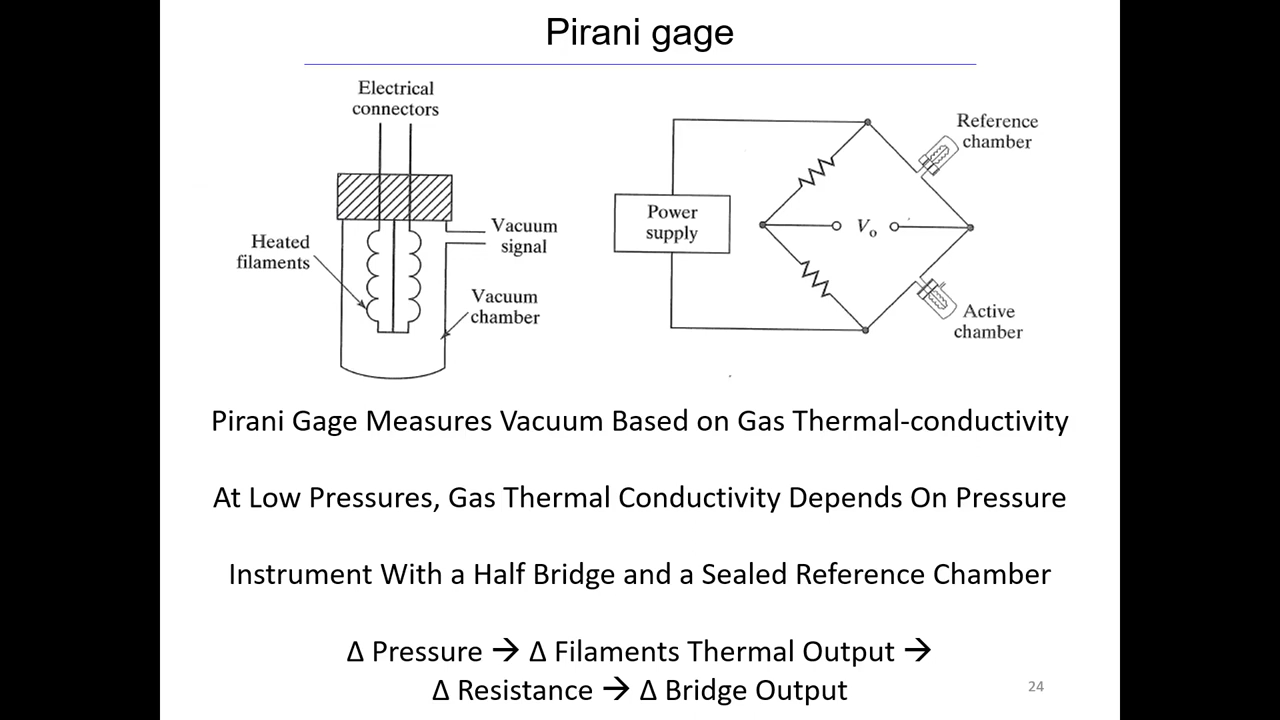 Pirani gage
Electrical
connectors
Heated
filaments
Vacuum
signal
Vacuum
chamber
Power
supply
Vo
Reference
chamber
Active
chamber
Pirani Gage Measures Vacuum Based on Gas Thermal-conductivity
At Low Pressures, Gas Thermal Conductivity Depends On Pressure
Instrument With a Half Bridge and a Sealed Reference Chamber
Δ Pressure → Δ Filaments Thermal Output →
Δ Resistance → Δ Bridge Output
24